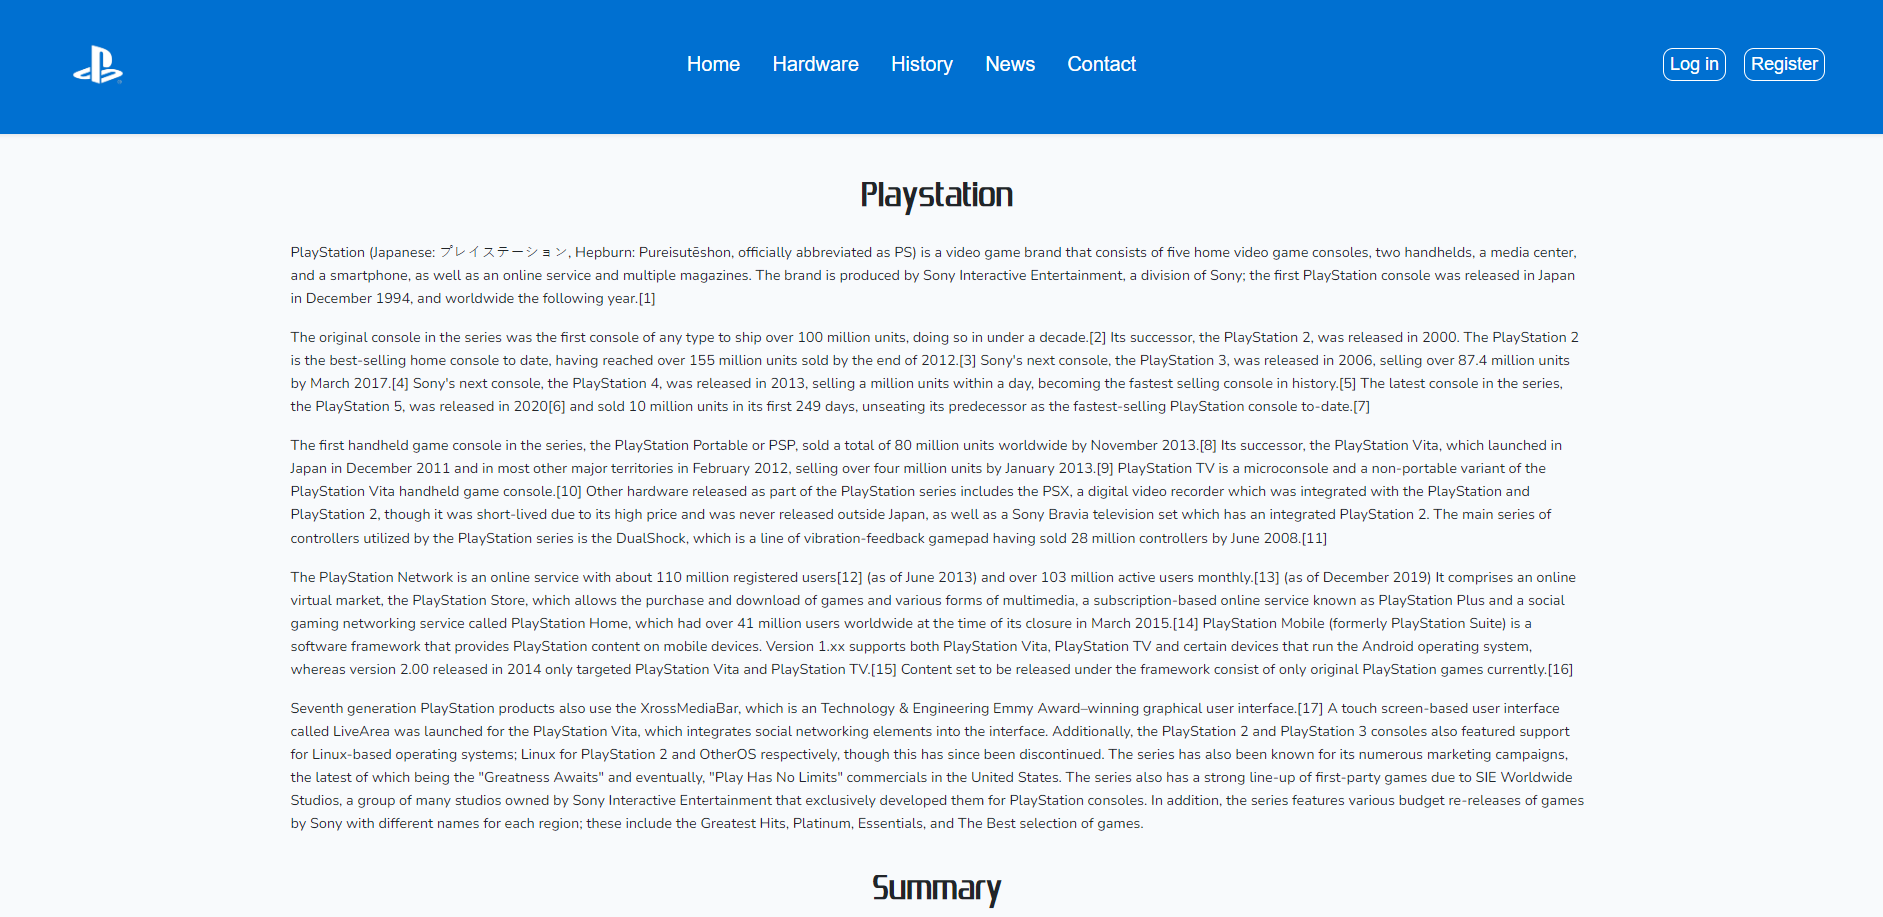 Home Hardware History News Contact Log in Register
Playstation
PlayStation (Japanese: プレイステーション, Hepburn: Pureisutēshon, officially abbreviated as PS) is a video game brand that consists of five home video game consoles, two handhelds, a media center,
and a smartphone, as well as an online service and multiple magazines. The brand is produced by Sony Interactive Entertainment, a division of Sony; the first PlayStation console was released in Japan
in December 1994, and worldwide the following year.[1]
The original console in the series was the first console of any type to ship over 100 million units, doing so in under a decade.[2] Its successor, the PlayStation 2, was released in 2000. The PlayStation 2
is the best-selling home console to date, having reached over 155 million units sold by the end of 2012.[3] Sony's next console, the PlayStation 3, was released in 2006, selling over 87.4 million units
by March 2017.[4] Sony's next console, the PlayStation 4, was released in 2013, selling a million units within a day, becoming the fastest selling console in history.[5] The latest console in the series,
the PlayStation 5, was released in 2020[6] and sold 10 million units in its first 249 days, unseating its predecessor as the fastest-selling PlayStation console to-date.[7]
The first handheld game console in the series, the PlayStation Portable or PSP, sold a total of 80 million units worldwide by November 2013.[8] Its successor, the PlayStation Vita, which launched in
Japan in December 2011 and in most other major territories in February 2012, selling over four million units by January 2013.[9] PlayStation TV is a microconsole and a non-portable variant of the
PlayStation Vita handheld game console.[10] Other hardware released as part of the PlayStation series includes the PSX, a digital video recorder which was integrated with the PlayStation and
PlayStation 2, though it was short-lived due to its high price and was never released outside Japan, as well as a Sony Bravia television set which has an integrated PlayStation 2. The main series of
controllers utilized by the PlayStation series is the DualShock, which is a line of vibration-feedback gamepad having sold 28 million controllers by June 2008.[11]
The PlayStation Network is an online service with about 110 million registered users[12] (as of June 2013) and over 103 million active users monthly.[13] (as of December 2019) It comprises an online
virtual market, the PlayStation Store, which allows the purchase and download of games and various forms of multimedia, a subscription-based online service known as PlayStation Plus and a social
gaming networking service called PlayStation Home, which had over 41 million users worldwide at the time of its closure in March 2015.[14] PlayStation Mobile (formerly PlayStation Suite) is a
software framework that provides PlayStation content on mobile devices. Version 1.xx supports both PlayStation Vita, PlayStation TV and certain devices that run the Android operating system,
whereas version 2.00 released in 2014 only targeted PlayStation Vita and PlayStation TV.[15] Content set to be released under the framework consist of only original PlayStation games currently.[16]
Seventh generation PlayStation products also use the XrossMediaBar, which is an Technology & Engineering Emmy Award–winning graphical user interface.[17] A touch screen-based user interface
called LiveArea was launched for the PlayStation Vita, which integrates social networking elements into the interface. Additionally, the PlayStation 2 and PlayStation 3 consoles also featured support
for Linux-based operating systems; Linux for PlayStation 2 and OtherOS respectively, though this has since been discontinued. The series has also been known for its numerous marketing campaigns,
the latest of which being the "Greatness Awaits" and eventually, "Play Has No Limits" commercials in the United States. The series also has a strong line-up of first-party games due to SIE Worldwide
Studios, a group of many studios owned by Sony Interactive Entertainment that exclusively developed them for PlayStation consoles. In addition, the series features various budget re-releases of games
by Sony with different names for each region; these include the Greatest Hits, Platinum, Essentials, and The Best selection of games.
Summary